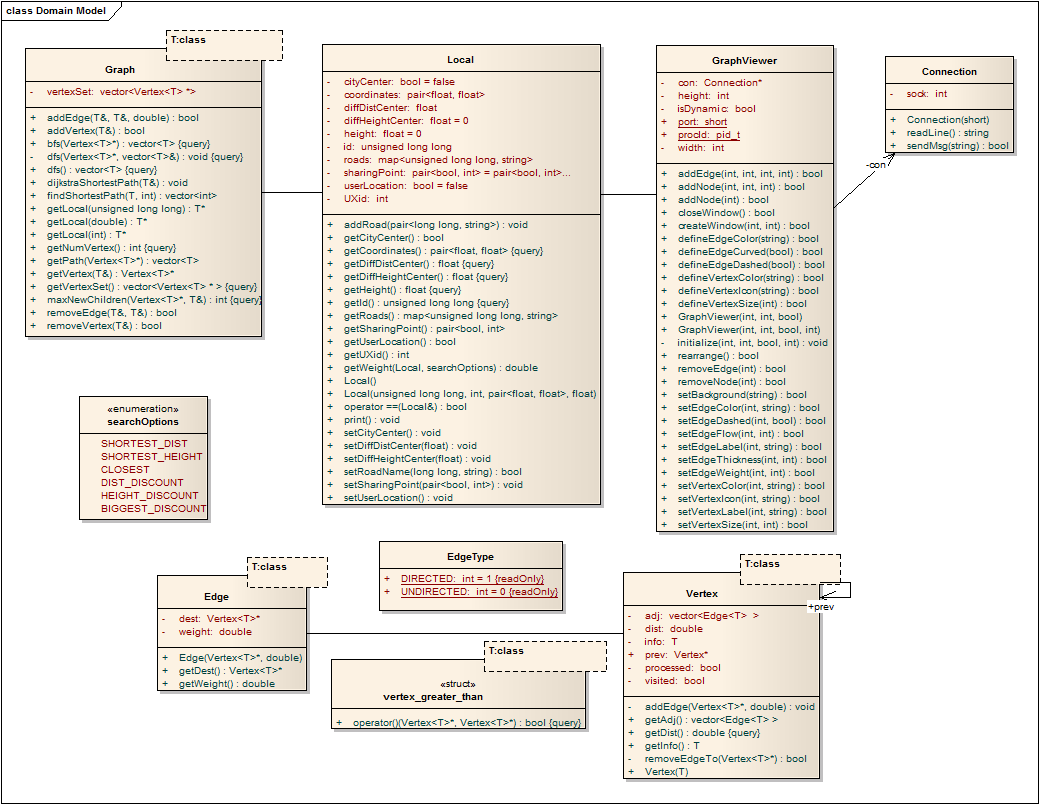 class Domain Model
T:class
Graph
- vertexSet: vector<Vertex<T> *>
+ addEdge(T&, T&, double) : bool
+ addVertex(T&) : bool
+ bfs(Vertex<T>*) : vector<T> {query}
- dfs(Vertex<T>*, vector<T>&) : void {query}
+ dfs() : vector<T> {query}
+ dijkstraShortestPath(T&) : void
+ findShortestPath(T, int) : vector<int>
+ getLocal(unsigned long long) : T*
+ getLocal(double) : T*
+ getLocal(int) : T*
+ getNumVertex() : int {query}
+ getPath(Vertex<T>*) : vector<T>
+ getVertex(T&) : Vertex<T>*
+ getVertexSet() : vector<Vertex<T> * > {query}
+ maxNewChildren(Vertex<T>*, T&) : int {query}
+ removeEdge(T&, T&) : bool
+ removeVertex(T&) : bool
Local
- cityCenter: bool = false
- coordinates: pair<float, float>
- diffDistCenter: float
- diffHeightCenter: float = 0
- height: float = 0
- id: unsigned long long
- roads: map<unsigned long long, string>
- sharingPoint: pair<bool, int> = pair<bool, int>...
- userLocation: bool = false
- UXid: int
+ addRoad(pair<long long, string>) : void
+ getCityCenter() : bool
+ getCoordinates() : pair<float, float> {query}
+ getDiffDistCenter() : float {query}
+ getDiffHeightCenter() : float {query}
+ getHeight() : float {query}
+ getId() : unsigned long long {query}
+ getRoads() : map<unsigned long long, string>
+ getSharingPoint() : pair<bool, int>
+ getUserLocation() : bool
+ getUXid() : int
+ getWeight(Local, searchOptions) : double
+ Local()
+ Local(unsigned long long, int, pair<float, float>, float)
+ operator ==(Local&) : bool
+ print() : void
+ setCityCenter() : void
+ setDiffDistCenter(float) : void
+ setDiffHeightCenter(float) : void
+ setRoadName(long long, string) : bool
+ setSharingPoint(pair<bool, int>) : void
+ setUserLocation() : void
GraphViewer
- con: Connection*
- height: int
- isDynamic: bool
+ port: short
+ procId: pid_t
- width: int
+ addEdge(int, int, int, int) : bool
+ addNode(int, int, int) : bool
+ addNode(int) : bool
+ closeWindow() : bool
+ createWindow(int, int) : bool
+ defineEdgeColor(string) : bool
+ defineEdgeCurved(bool) : bool
+ defineEdgeDashed(bool) : bool
+ defineVertexColor(string) : bool
+ defineVertexIcon(string) : bool
+ defineVertexSize(int) : bool
+ GraphViewer(int, int, bool)
+ GraphViewer(int, int, bool, int)
- initialize(int, int, bool, int) : void
+ rearrange() : bool
+ removeEdge(int) : bool
+ removeNode(int) : bool
+ setBackground(string) : bool
+ setEdgeColor(int, string) : bool
+ setEdgeDashed(int, bool) : bool
+ setEdgeFlow(int, int) : bool
+ setEdgeLabel(int, string) : bool
+ setEdgeThickness(int, int) : bool
+ setEdgeWeight(int, int) : bool
+ setVertexColor(int, string) : bool
+ setVertexIcon(int, string) : bool
+ setVertexLabel(int, string) : bool
+ setVertexSize(int, int) : bool
Connection
- sock: int
+ Connection(short)
+ readLine() : string
+ sendMsg(string) : bool
-con
«enumeration»
searchOptions
SHORTEST_DIST
SHORTEST_HEIGHT
CLOSEST
DIST_DISCOUNT
HEIGHT_DISCOUNT
BIGGEST_DISCOUNT
T:class
Edge
- dest: Vertex<T>*
- weight: double
+ Edge(Vertex<T>*, double)
+ getDest() : Vertex<T>*
+ getWeight() : double
EdgeType
+ DIRECTED: int = 1 {readOnly}
+ UNDIRECTED: int = 0 {readOnly}
T:class
«struct»
vertex_greater_than
+ operator()(Vertex<T>*, Vertex<T>*) : bool {query}
T:class
Vertex
+prev
- adj: vector<Edge<T> >
- dist: double
- info: T
+ prev: Vertex*
- processed: bool
- visited: bool
- addEdge(Vertex<T>*, double) : void
+ getAdj() : vector<Edge<T> >
+ getDist() : double {query}
+ getInfo() : T
- removeEdgeTo(Vertex<T>*) : bool
+ Vertex(T)